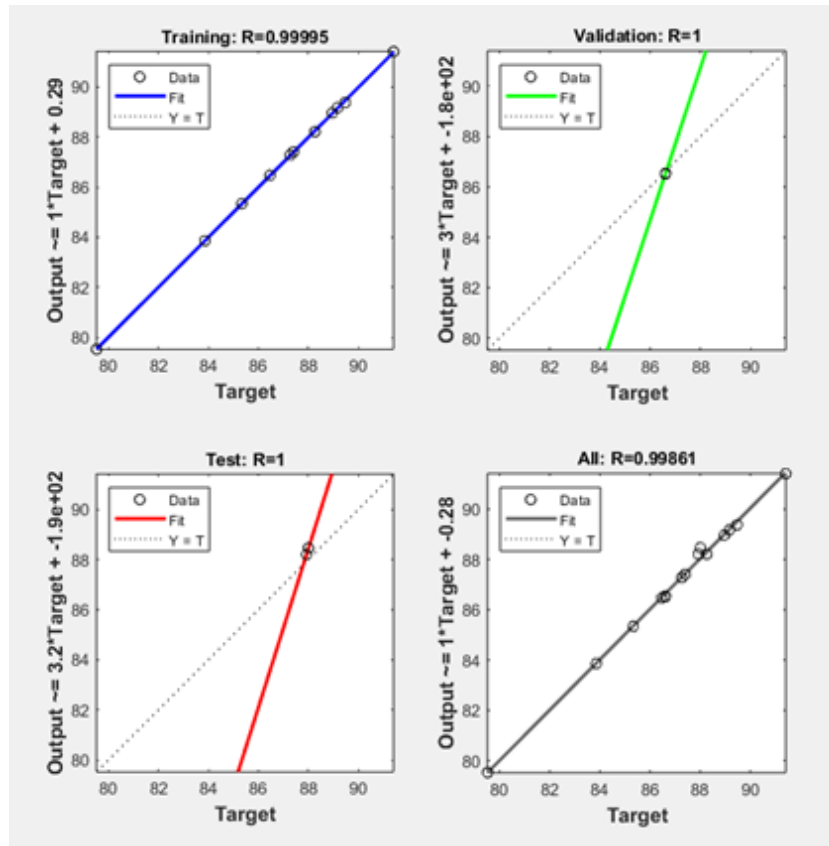 Training: R=0.99995
Output ~= 1*Target + 0.29
90
88
86
84
82
80
Data
Fit
Y = T
80 82 84 86 88 90
Target
Validation: R=1
Output ~= 3*Target + -1.8e+02
90
88
86
84
82
80
Data
Fit
Y = T
80 82 84 86 88 90
Target
Test: R=1
Output ~= 3.2*Target + -1.9e+02
90
88
86
84
82
80
Data
Fit
Y = T
80 82 84 86 88 90
Target
All: R=0.99861
Output ~= 1*Target + -0.28
90
88
86
84
82
80
Data
Fit
Y = T
80 82 84 86 88 90
Target